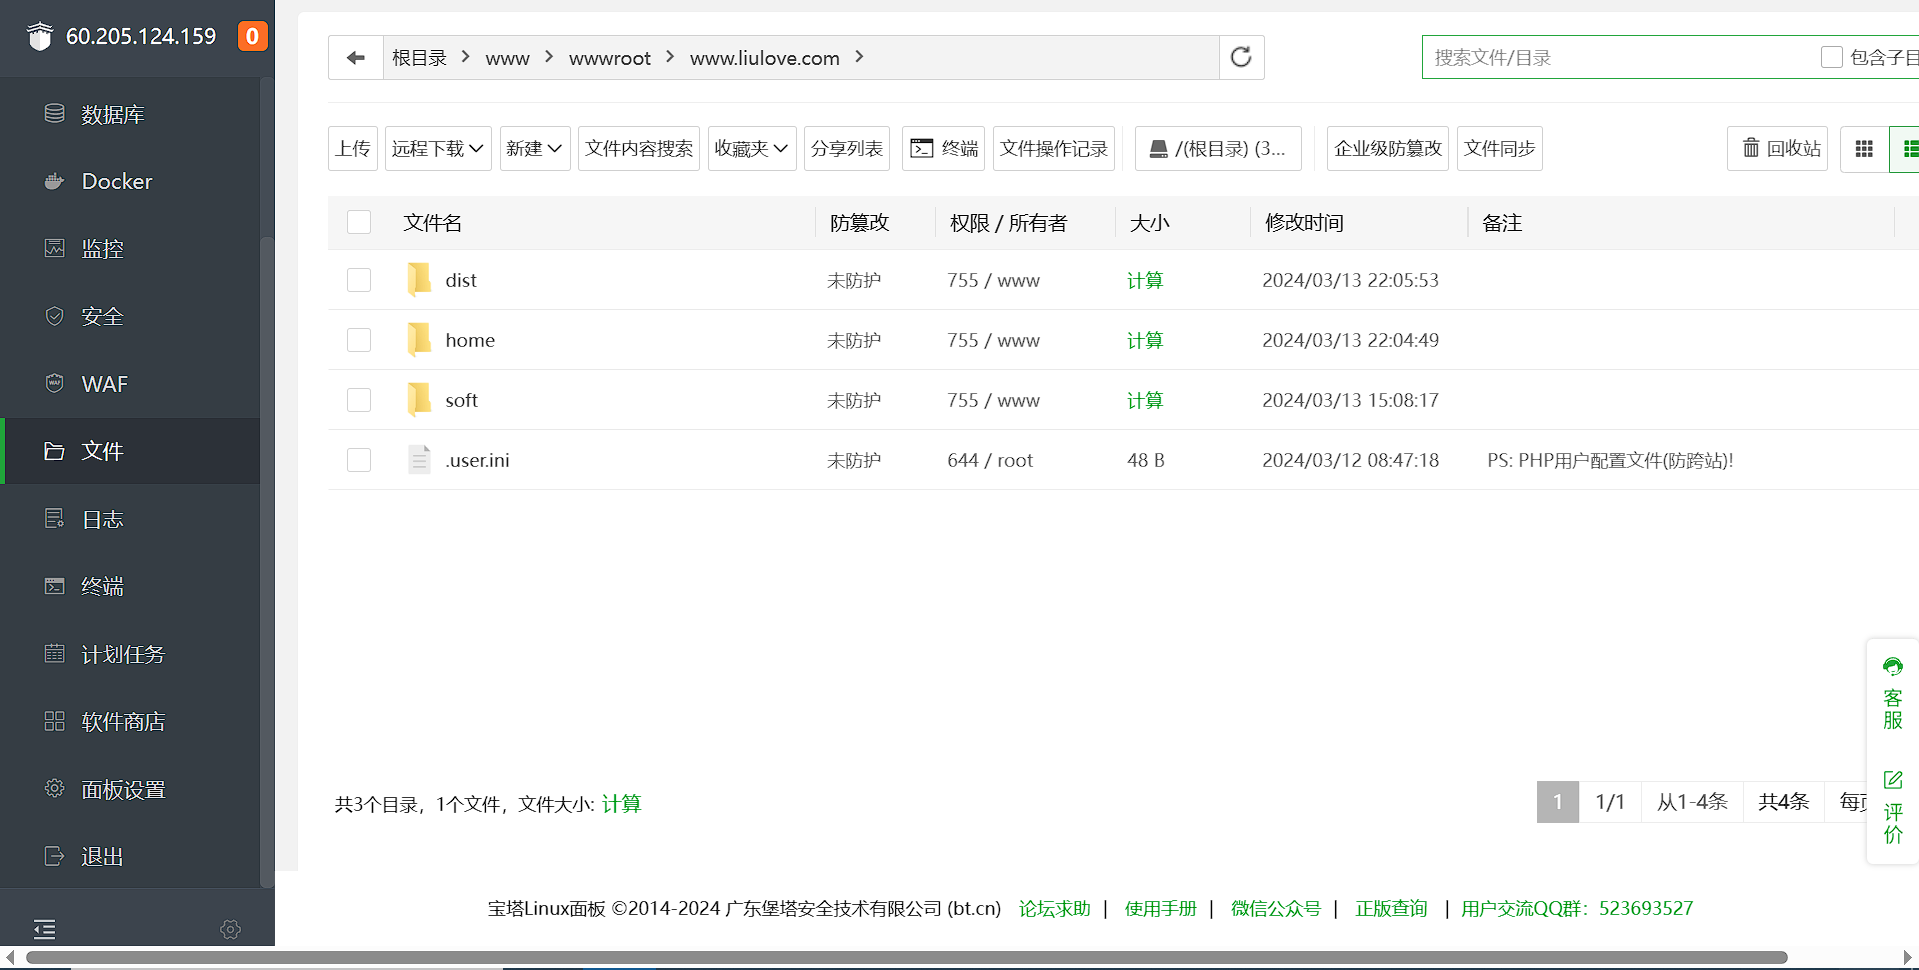 60.205.124.159 0
数据库
Docker
监控
安全
WAF
文件
日志
终端
计划任务
软件商店
面板设置
退出
根目录 > www > wwwroot > www.liulove.com >
搜索文件/目录 包含子目
上传 远程下载 新建 文件内容搜索 收藏夹 分享列表 终端 文件操作记录 /(根目录) (3... 企业级防篡改 文件同步 回收站
文件名 防篡改 权限 / 所有者 大小 修改时间 备注
dist 未防护 755 / www 计算 2024/03/13 22:05:53
home 未防护 755 / www 计算 2024/03/13 22:04:49
soft 未防护 755 / www 计算 2024/03/13 15:08:17
.user.ini 未防护 644 / root 48 B 2024/03/12 08:47:18 PS: PHP用户配置文件(防跨站)!
共3个目录，1个文件，文件大小: 计算
1 1/1 从1-4条 共4条 每
客服
评价
宝塔Linux面板 ©2014-2024 广东堡塔安全技术有限公司 (bt.cn) 论坛求助 | 使用手册 | 微信公众号 | 正版查询 | 用户交流QQ群：523693527